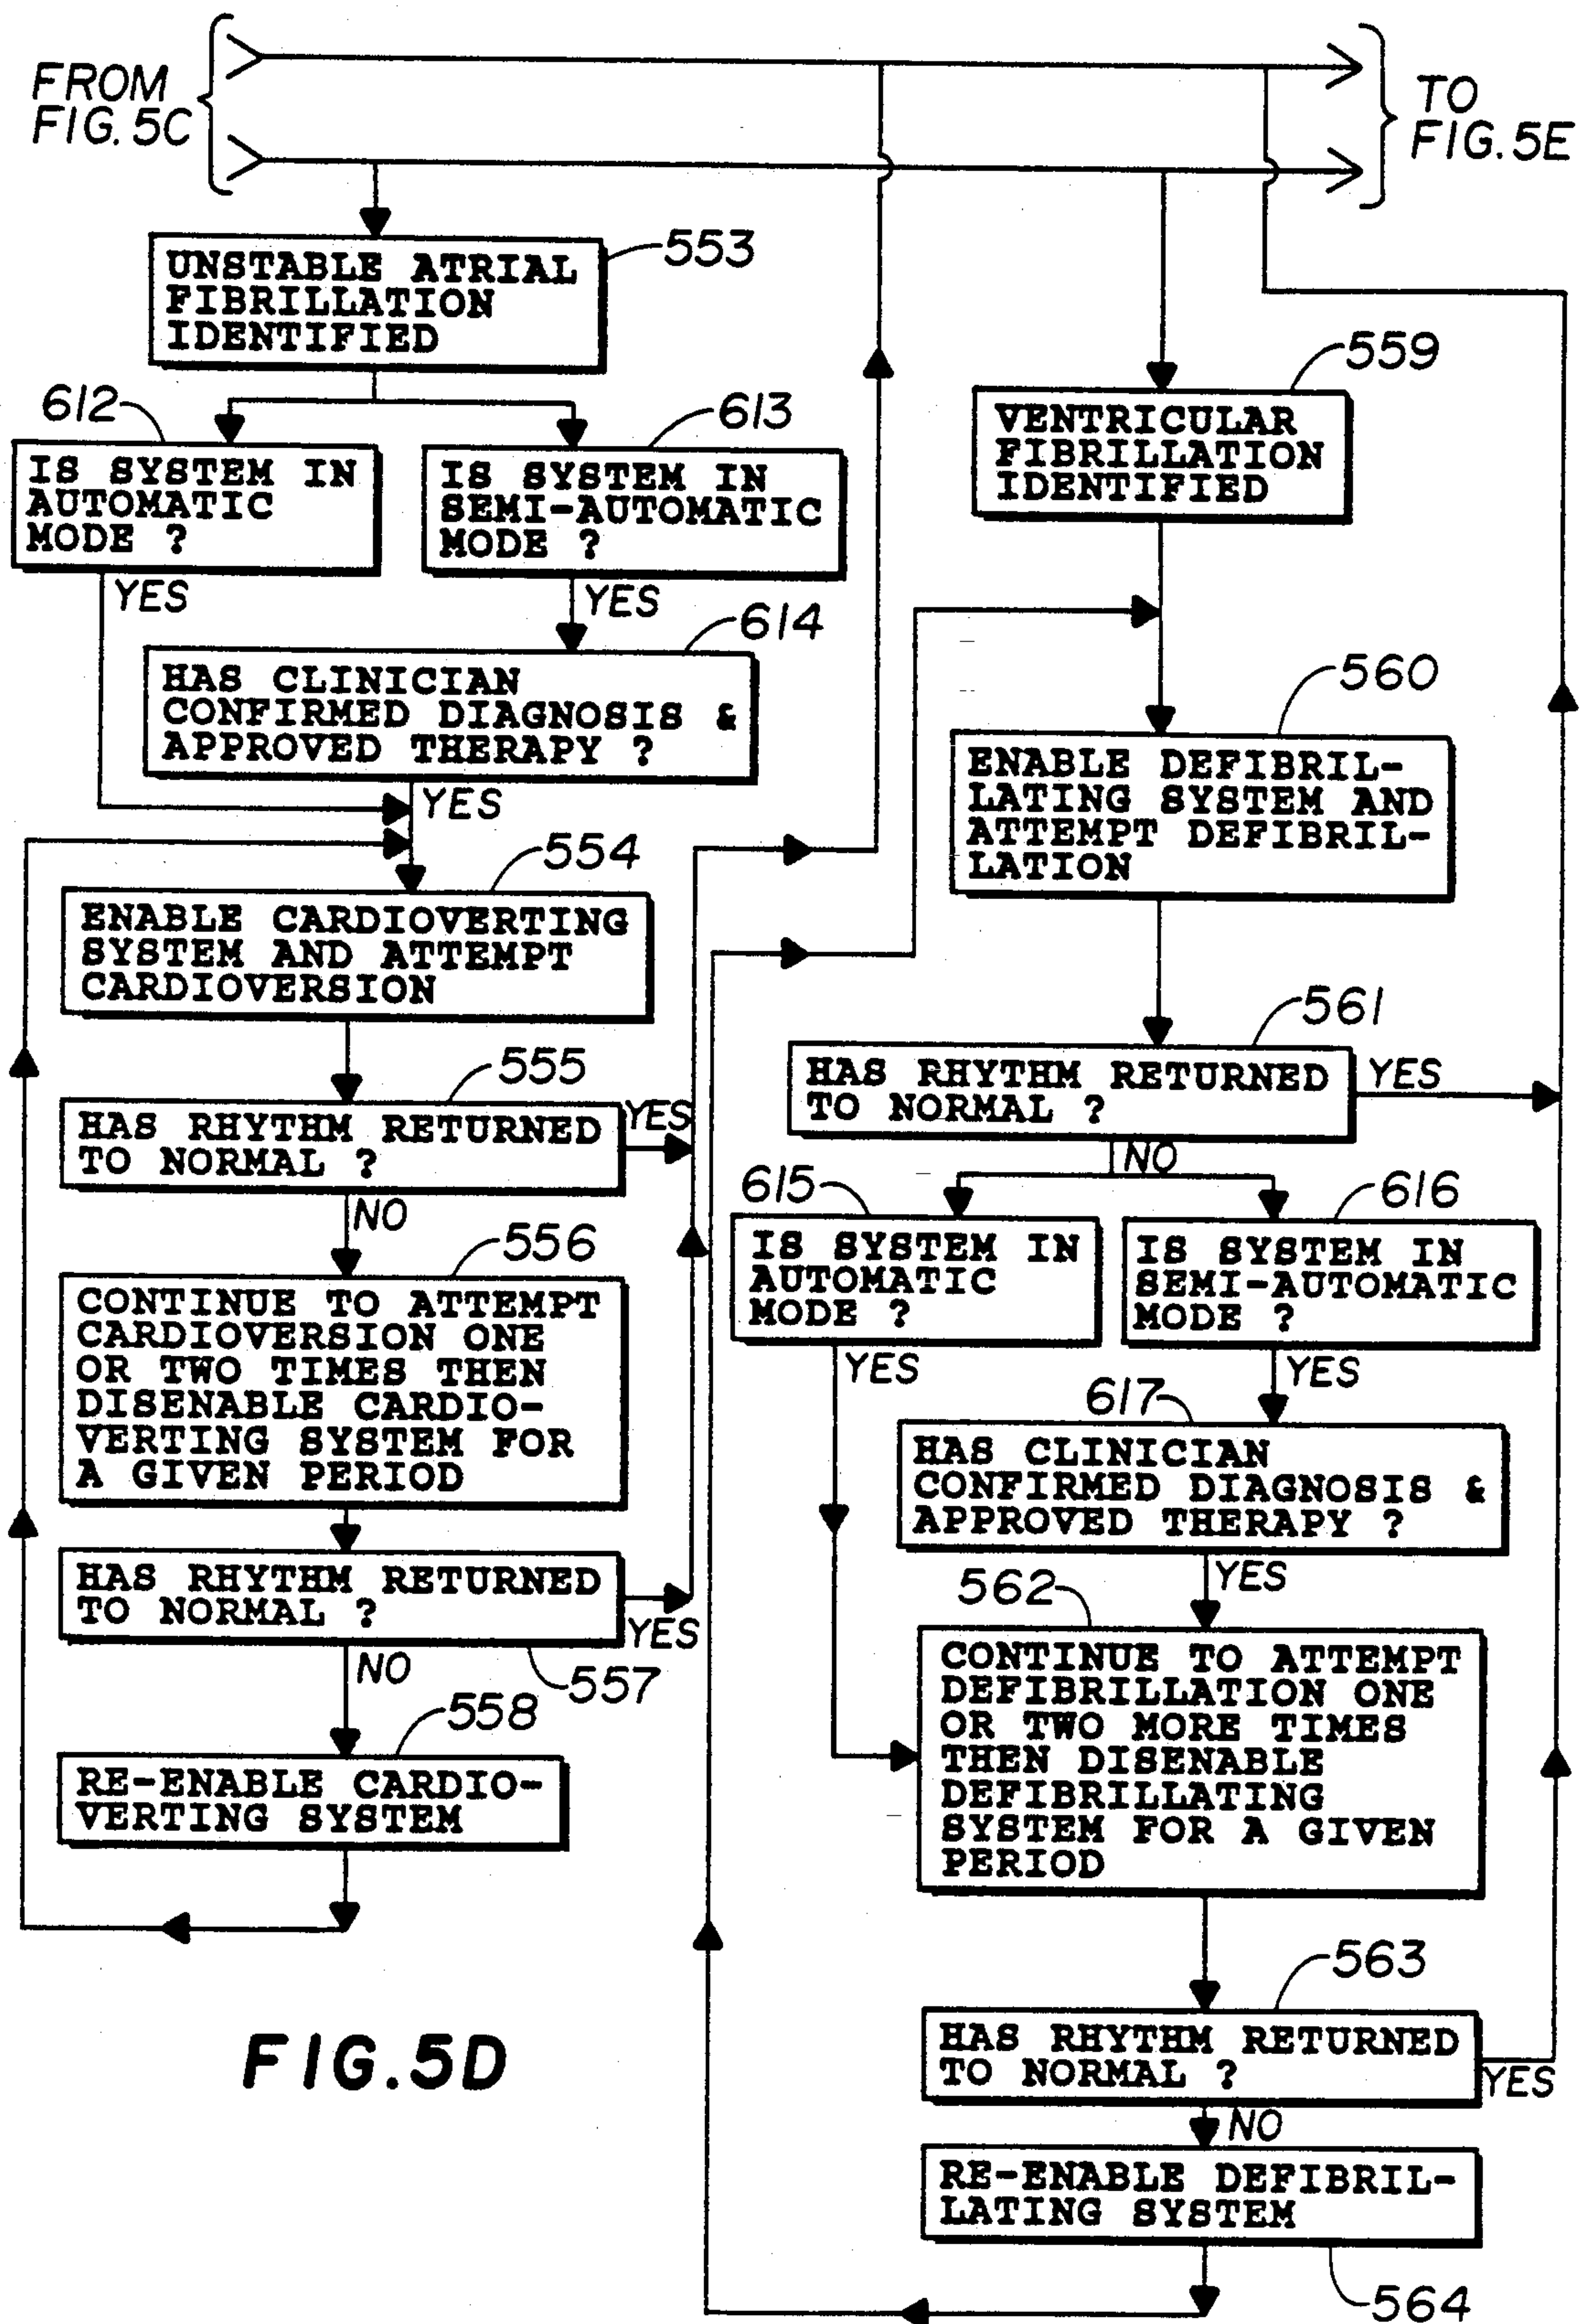 FROM
FIG. 5C
TO
FIG. 5E
553
UNSTABLE ATRIAL
FIBRILLATION
IDENTIFIED
612
IS SYSTEM IN
AUTOMATIC
MODE ?
YES
613
IS SYSTEM IN
SEMI-AUTOMATIC
MODE ?
YES
614
HAS CLINICIAN
CONFIRMED DIAGNOSIS &
APPROVED THERAPY ?
YES
554
ENABLE CARDIOVERTING
SYSTEM AND ATTEMPT
CARDIOVERSION
555
HAS RHYTHM RETURNED
TO NORMAL ?
YES
NO
556
CONTINUE TO ATTEMPT
CARDIOVERSION ONE
OR TWO TIMES THEN
DISENABLE CARDIO-
VERTING SYSTEM FOR
A GIVEN PERIOD
HAS RHYTHM RETURNED
TO NORMAL ?
YES
NO
557
558
RE-ENABLE CARDIO-
VERTING SYSTEM
559
VENTRICULAR
FIBRILLATION
IDENTIFIED
560
ENABLE DEFIBRIL-
LATING SYSTEM AND
ATTEMPT DEFIBRIL-
LATION
561
HAS RHYTHM RETURNED
TO NORMAL ?
YES
NO
615
IS SYSTEM IN
AUTOMATIC
MODE ?
YES
616
IS SYSTEM IN
SEMI-AUTOMATIC
MODE ?
YES
617
HAS CLINICIAN
CONFIRMED DIAGNOSIS &
APPROVED THERAPY ?
YES
562
CONTINUE TO ATTEMPT
DEFIBRILLATION ONE
OR TWO MORE TIMES
THEN DISENABLE
DEFIBRILLATING
SYSTEM FOR A GIVEN
PERIOD
563
HAS RHYTHM RETURNED
TO NORMAL ?
YES
NO
RE-ENABLE DEFIBRIL-
LATING SYSTEM
564
FIG. 5D